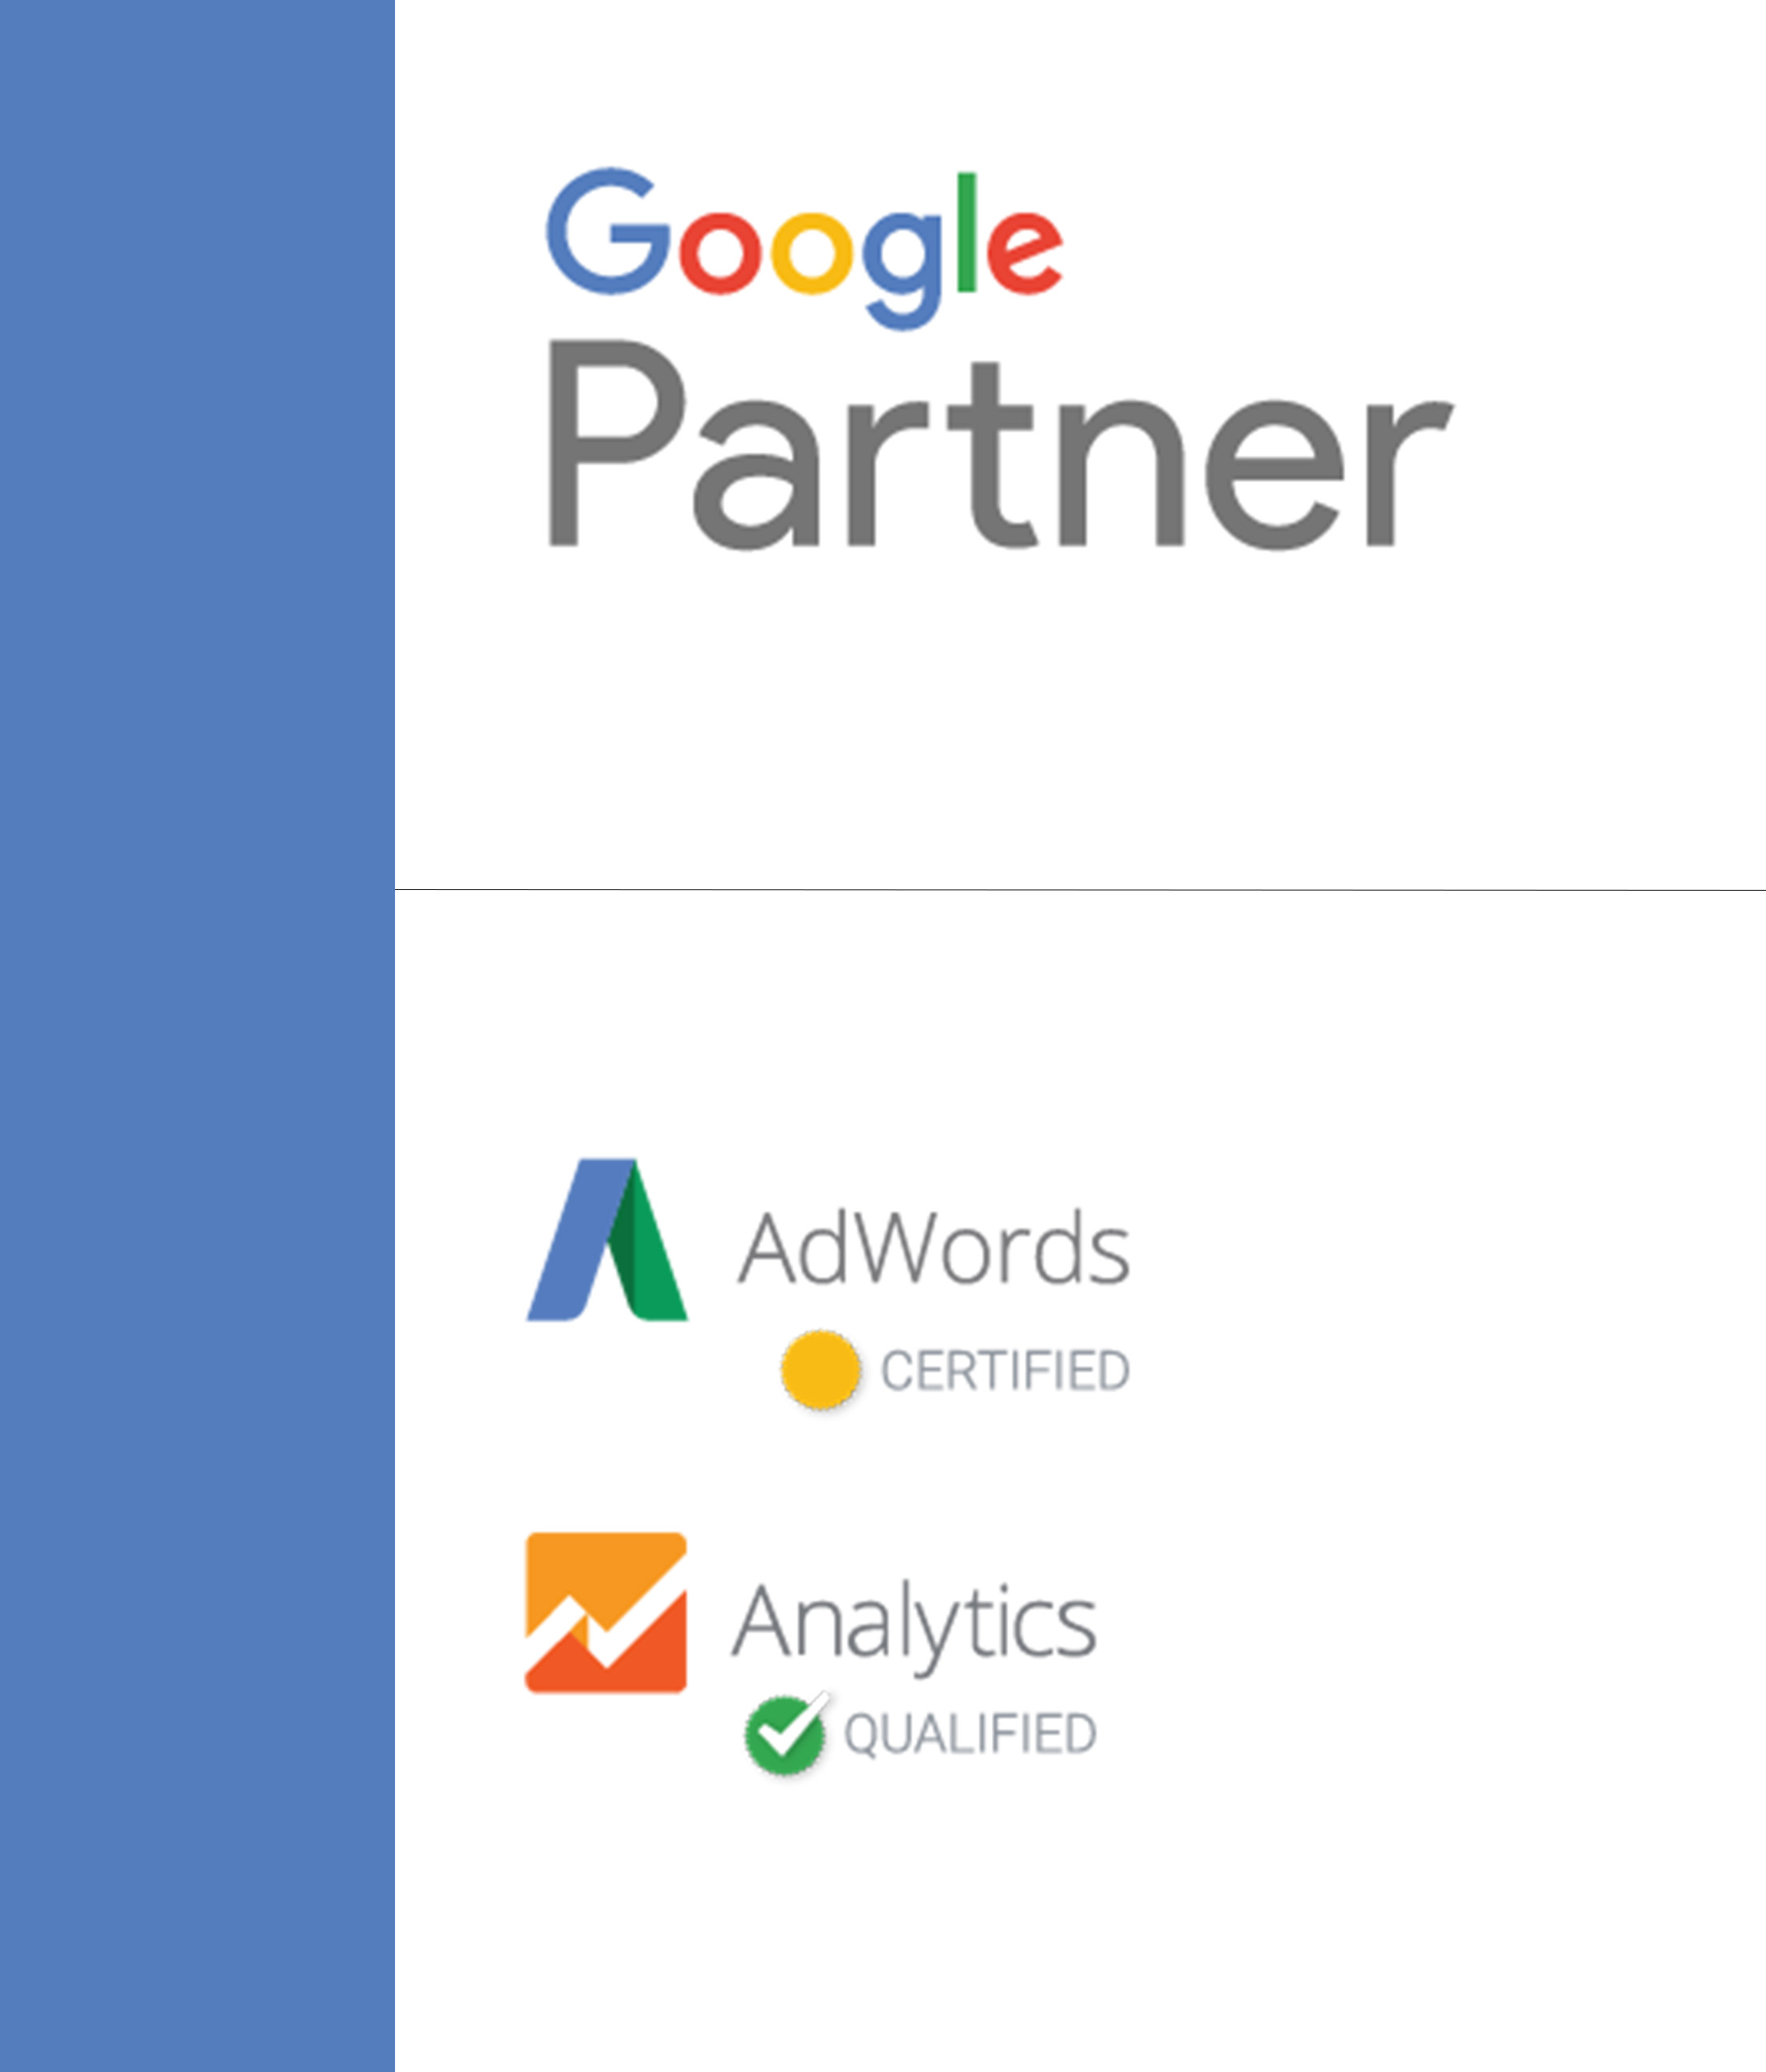 Google
Partner
AdWords
CERTIFIED
Analytics
QUALIFIED